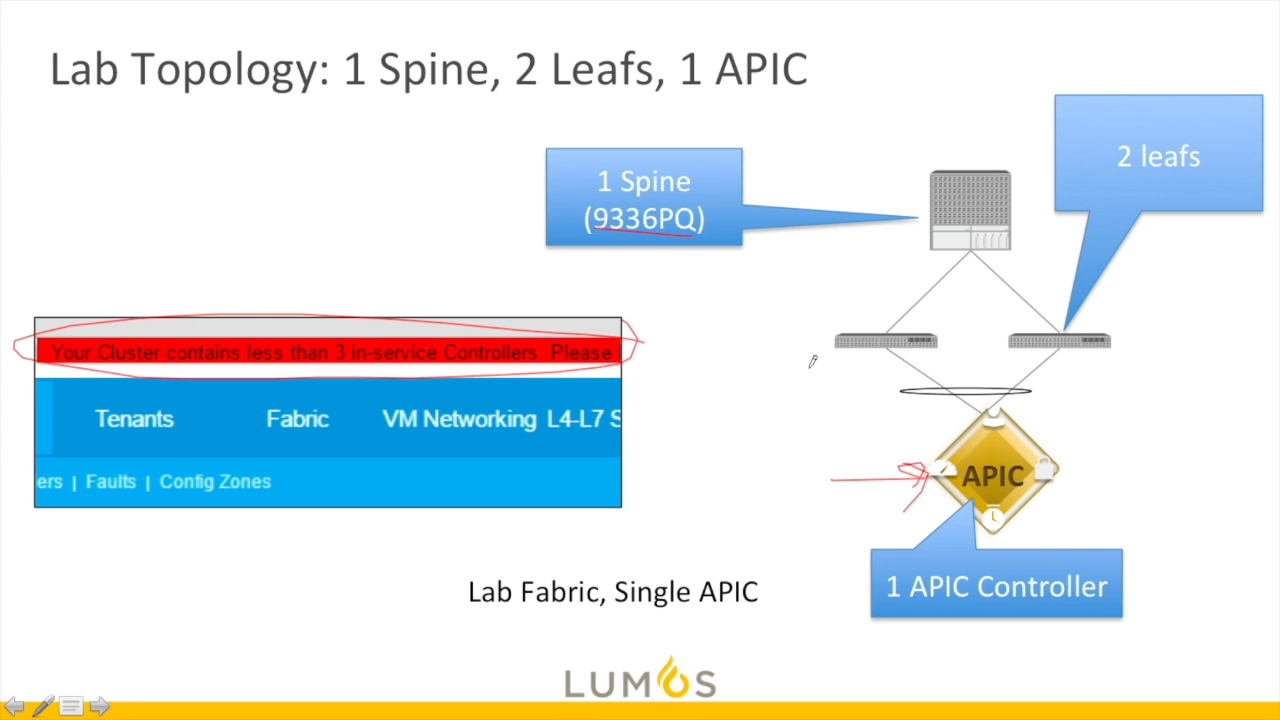 Lab Topology: 1 Spine, 2 Leafs, 1 APIC
1 Spine
(9336PQ)
2 leafs
Your Cluster contains less than 3 in-service Controllers. Please
Tenants Fabric VM Networking L4-L7 S
ers | Faults | Config Zones
APIC
1 APIC Controller
Lab Fabric, Single APIC
LUMOS